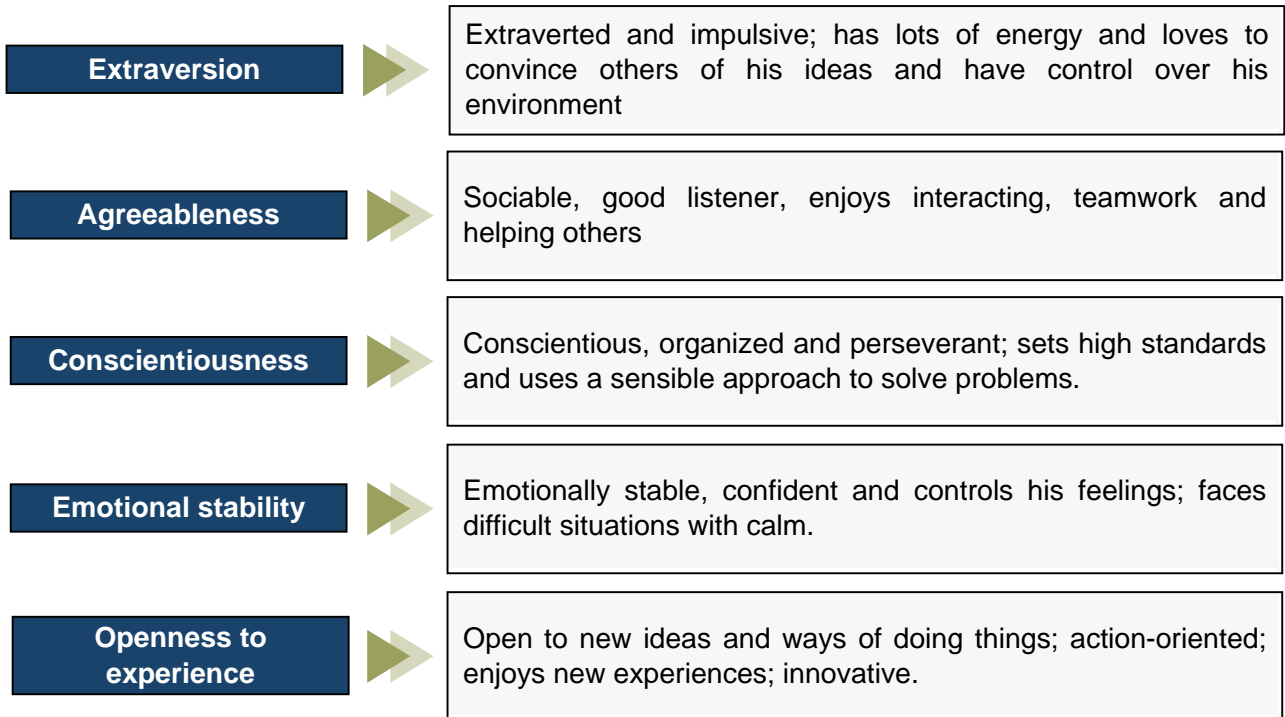 Extraversion
Extraverted and impulsive; has lots of energy and loves to
convince others of his ideas and have control over his
environment
Agreeableness
Sociable, good listener, enjoys interacting, teamwork and
helping others
Conscientiousness
Conscientious, organized and perseverant; sets high standards
and uses a sensible approach to solve problems.
Emotional stability
Emotionally stable, confident and controls his feelings; faces
difficult situations with calm.
Openness to
experience
Open to new ideas and ways of doing things; action-oriented;
enjoys new experiences; innovative.